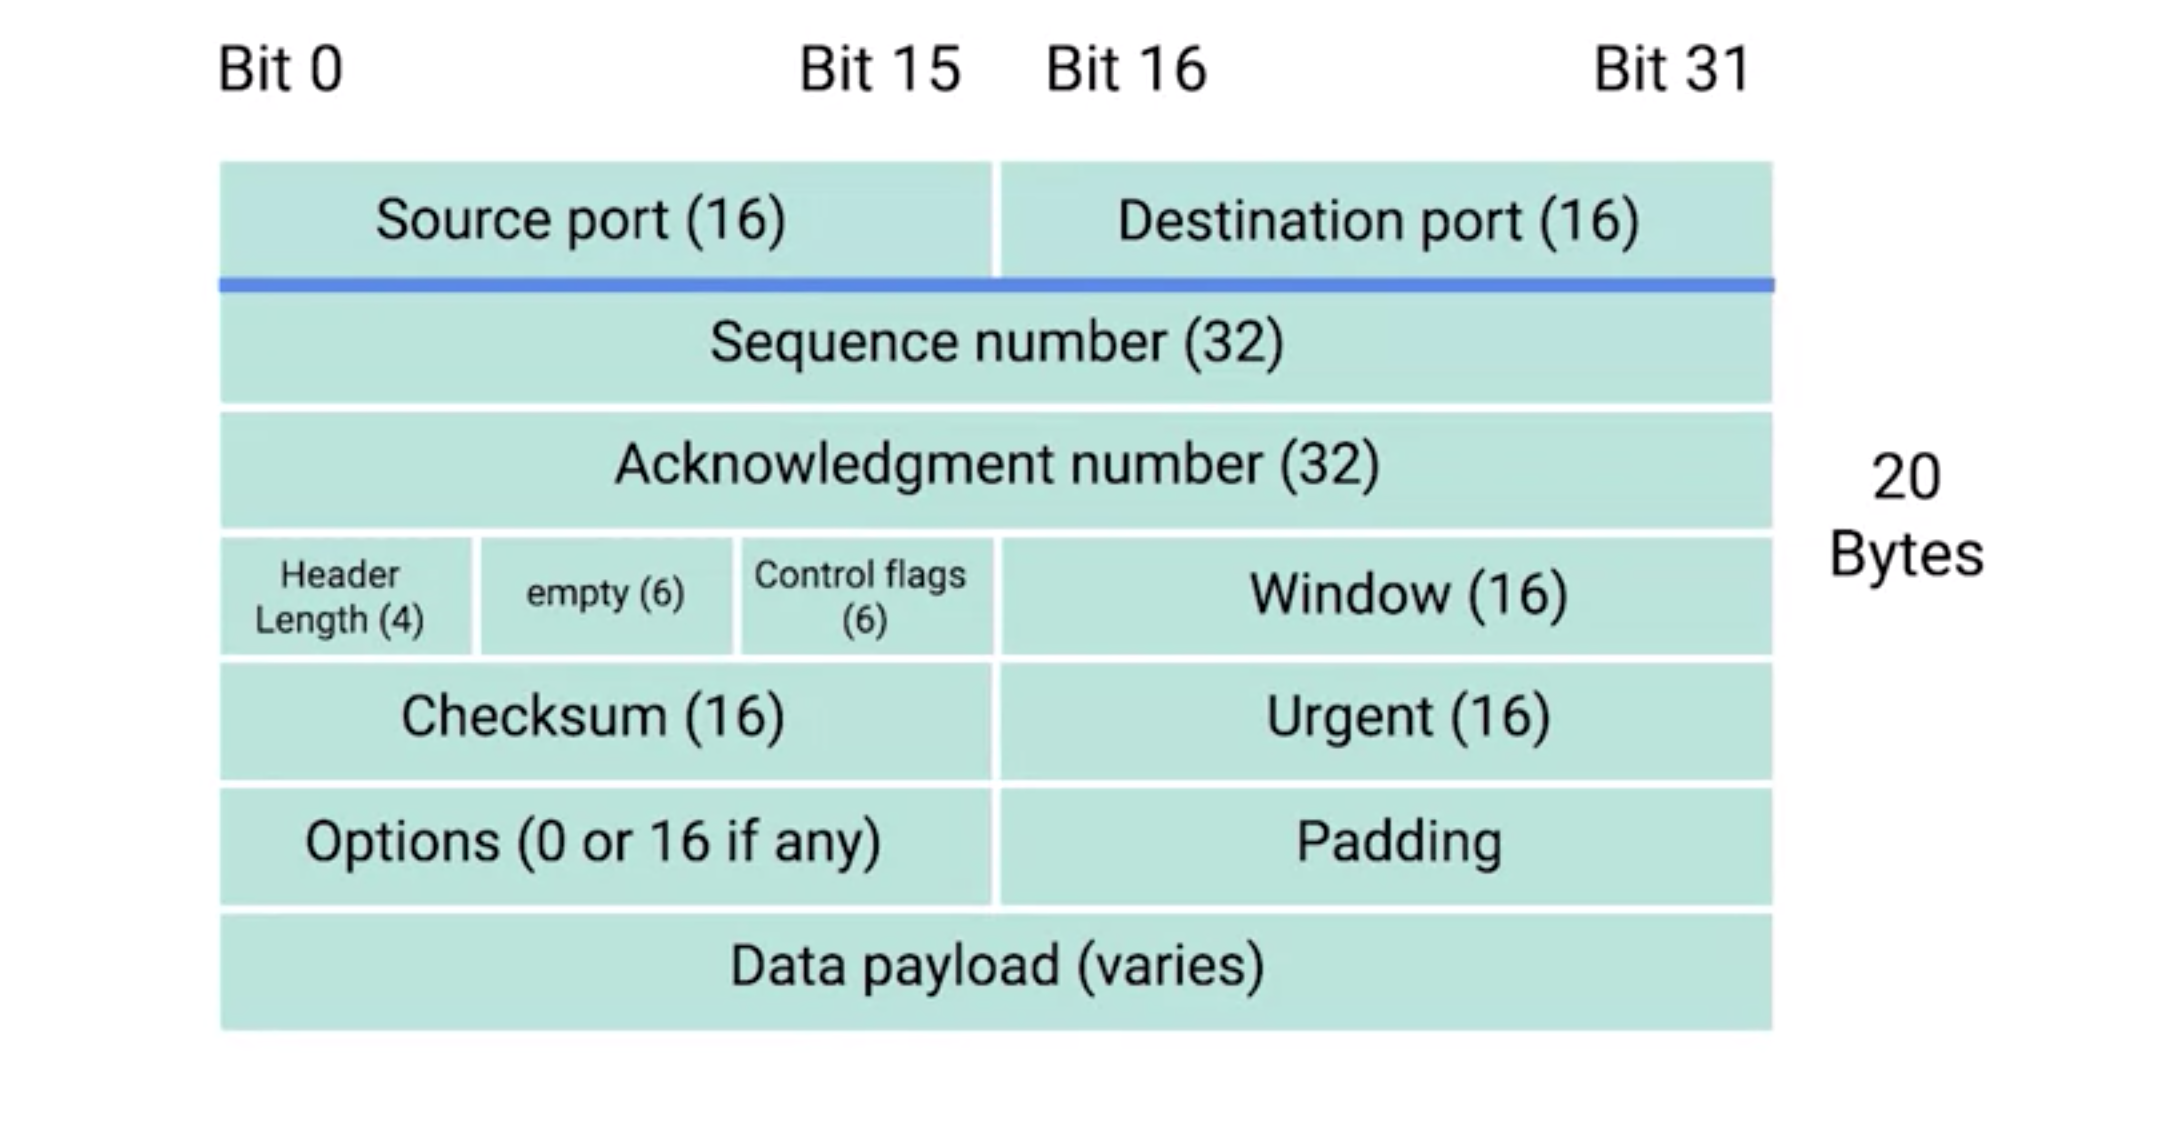 Bit 0 Bit 15 Bit 16 Bit 31
Source port (16) Destination port (16)
Sequence number (32)
Acknowledgment number (32)
20
Bytes
Header
Length (4)
empty (6)
Control flags
(6)
Window (16)
Checksum (16) Urgent (16)
Options (0 or 16 if any) Padding
Data payload (varies)